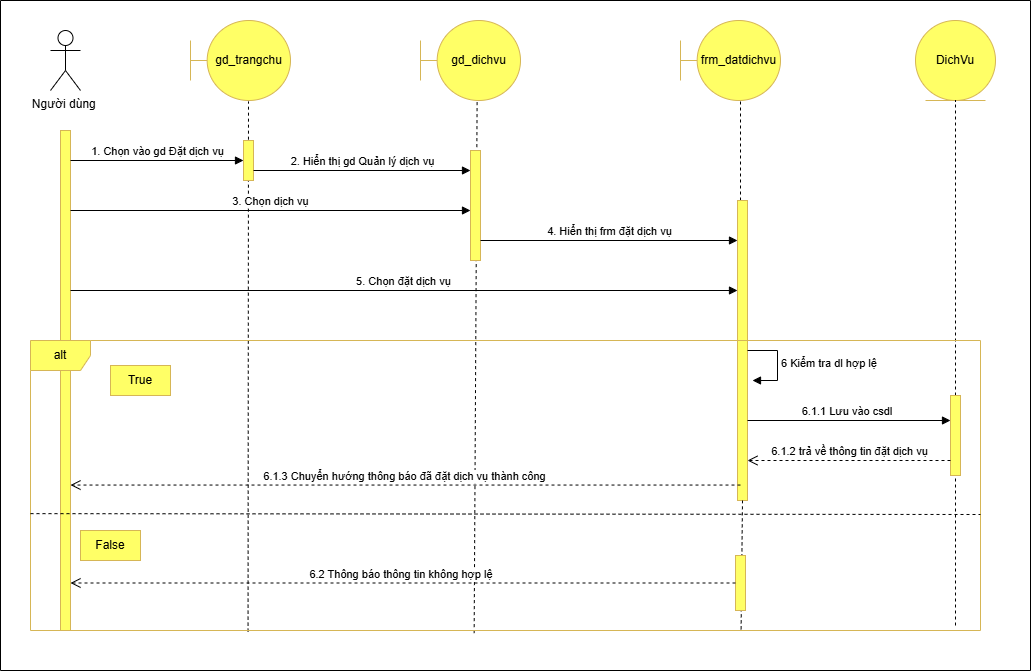 gd_trangchu
gd_dichvu
frm_datdichvu
DichVu
Người dùng
1. Chọn vào gd Đặt dịch vụ
2. Hiển thị gd Quản lý dịch vụ
3. Chọn dịch vụ
4. Hiển thị frm đặt dịch vụ
5. Chọn đặt dịch vụ
alt
True
6 Kiểm tra dl hợp lệ
6.1.1 Lưu vào csdl
6.1.2 trả về thông tin đặt dịch vụ
6.1.3 Chuyển hướng thông báo đã đặt dịch vụ thành công
False
6.2 Thông báo thông tin không hợp lệ